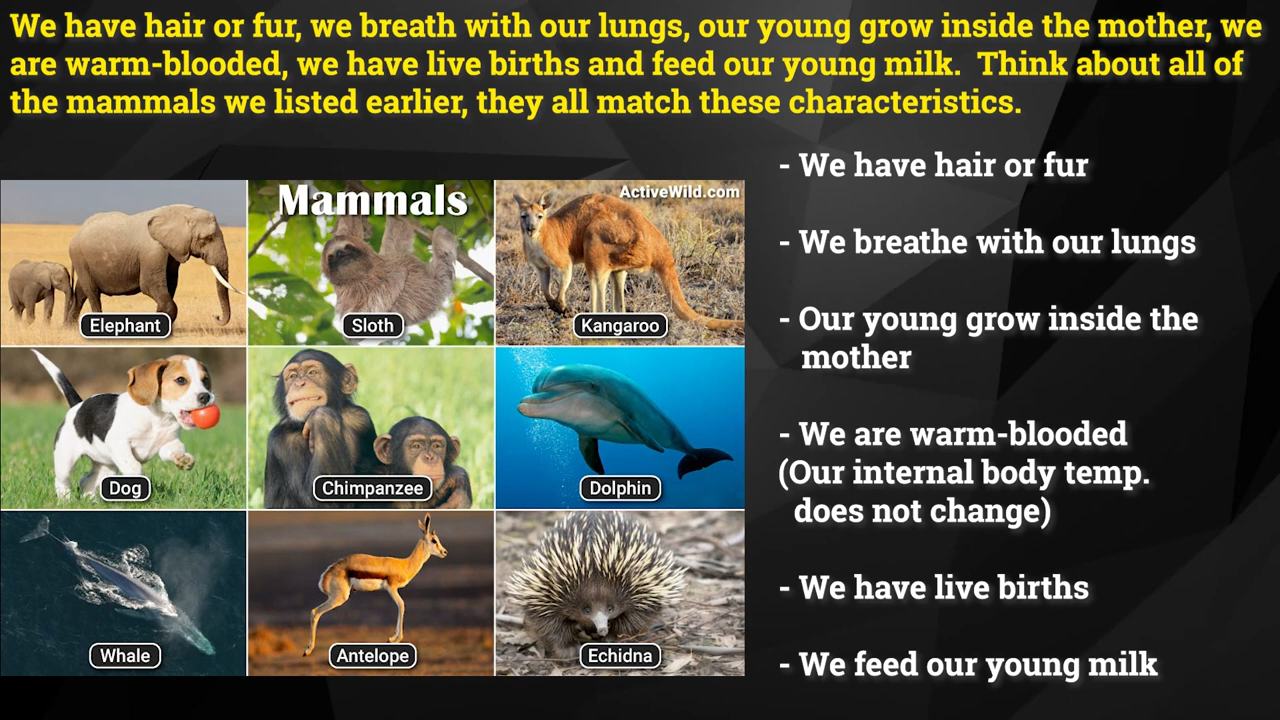 We have hair or fur, we breath with our lungs, our young grow inside the mother, we
are warm-blooded, we have live births and feed our young milk.  Think about all of
the mammals we listed earlier, they all match these characteristics.
Mammals
ActiveWild.com
Elephant
Sloth
Kangaroo
Dog
Chimpanzee
Dolphin
Whale
Antelope
Echidna
- We have hair or fur
- We breathe with our lungs
- Our young grow inside the
mother
- We are warm-blooded
(Our internal body temp.
does not change)
- We have live births
- We feed our young milk